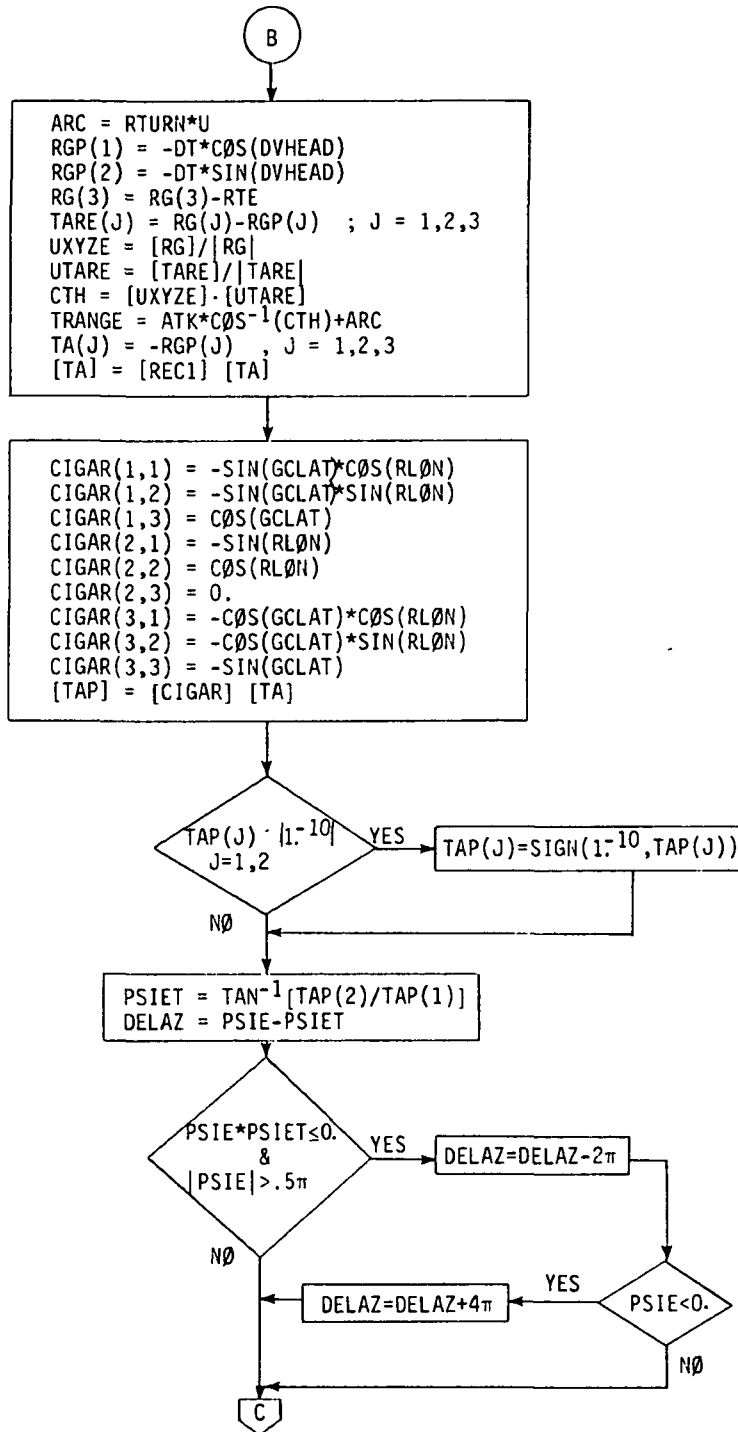 B
ARC = RTURN*U
RGP(1) = -DT*CØS(DVHEAD)
RGP(2) = -DT*SIN(DVHEAD)
RG(3) = RG(3)-RTE
TARE(J) = RG(J)-RGP(J) ; J = 1,2,3
UXYZE = [RG]/|RG|
UTARE = [TARE]/|TARE|
CTH = [UXYZE]·[UTARE]
TRANGE = ATK*CØS⁻¹(CTH)+ARC
TA(J) = -RGP(J) , J = 1,2,3
[TA] = [REC1] [TA]
CIGAR(1,1) = -SIN(GCLAT)*CØS(RLØN)
CIGAR(1,2) = -SIN(GCLAT)*SIN(RLØN)
CIGAR(1,3) = CØS(GCLAT)
CIGAR(2,1) = -SIN(RLØN)
CIGAR(2,2) = CØS(RLØN)
CIGAR(2,3) = 0.
CIGAR(3,1) = -CØS(GCLAT)*CØS(RLØN)
CIGAR(3,2) = -CØS(GCLAT)*SIN(RLØN)
CIGAR(3,3) = -SIN(GCLAT)
[TAP] = [CIGAR] [TA]
TAP(J) · |1.⁻¹⁰|
J=1,2
YES
TAP(J)=SIGN(1.⁻¹⁰,TAP(J))
NØ
PSIET = TAN⁻¹[TAP(2)/TAP(1)]
DELAZ = PSIE-PSIET
PSIE*PSIET≤0.
&
|PSIE|>.5π
YES
DELAZ=DELAZ-2π
NØ
PSIE<0.
YES
DELAZ=DELAZ+4π
NØ
C